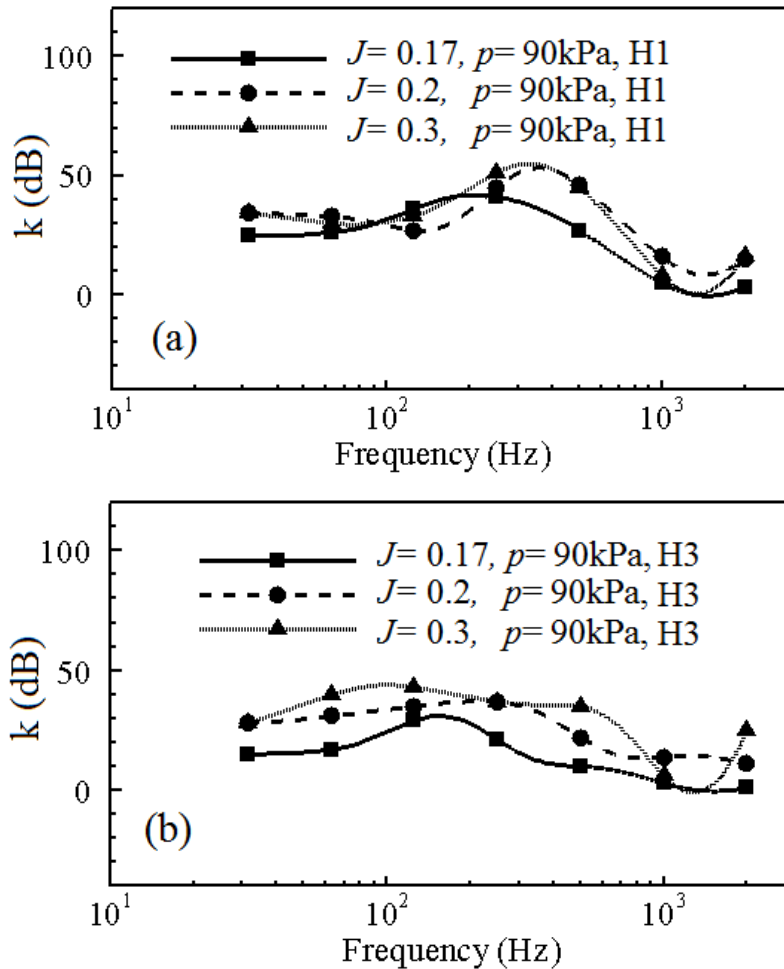 100
J= 0.17, p= 90kPa, H1
J= 0.2, p= 90kPa, H1
J= 0.3, p= 90kPa, H1
50
k (dB)
0
(a)
10¹ 10² 10³
Frequency (Hz)
100
J= 0.17, p= 90kPa, H3
J= 0.2, p= 90kPa, H3
J= 0.3, p= 90kPa, H3
50
k (dB)
0
(b)
10¹ 10² 10³
Frequency (Hz)